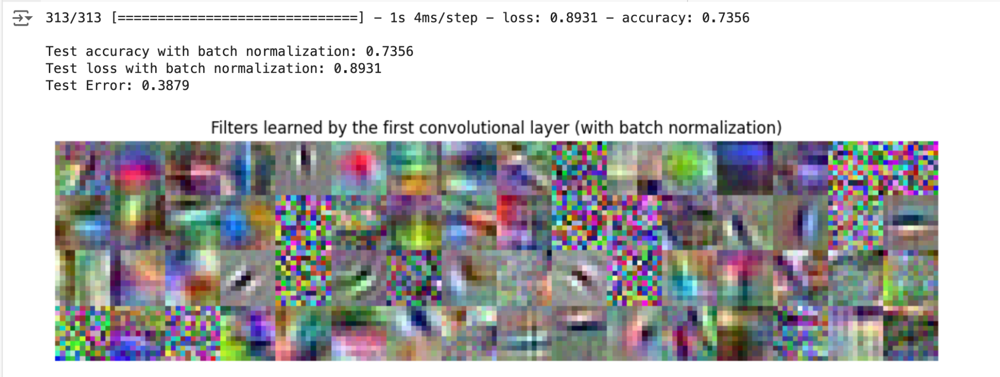 313/313 [==============================] - 1s 4ms/step - loss: 0.8931 - accuracy: 0.7356
Test accuracy with batch normalization: 0.7356
Test loss with batch normalization: 0.8931
Test Error: 0.3879
Filters learned by the first convolutional layer (with batch normalization)